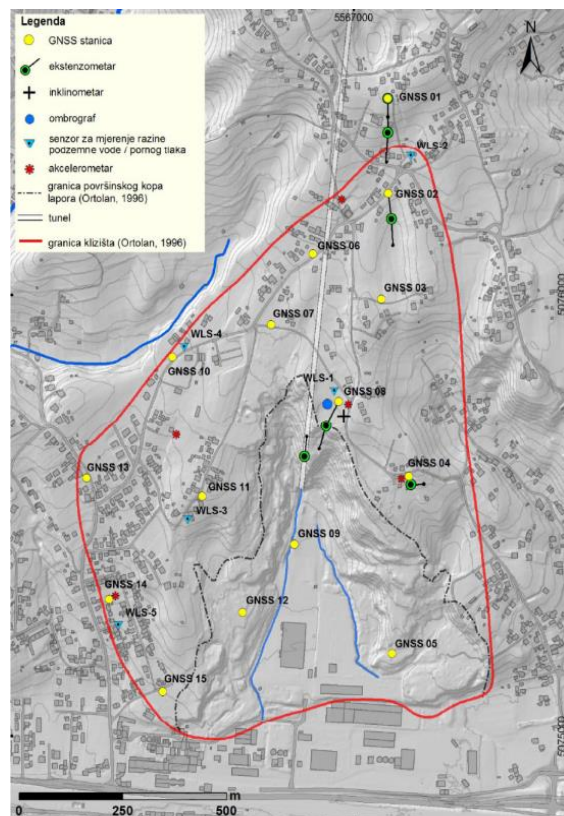 Legenda
GNSS stanica
ekstenzometar
inklinometar
ombrograf
senzor za mjerenje razine
podzemne vode / pornog tlaka
akcelerometar
granica površinskog kopa
lapora (Ortolan, 1996)
tunel
granica klizišta (Ortolan, 1996)
5567000
N
GNSS 01
WLS-2
GNSS 02
GNSS 06
GNSS 03
5076000
GNSS 07
WLS-4
GNSS 10
WLS-1
GNSS 08
GNSS 13
GNSS 04
GNSS 11
WLS-3
GNSS 09
GNSS 14
GNSS 12
WLS-5
GNSS 05
GNSS 15
5075000
0 250 500 m